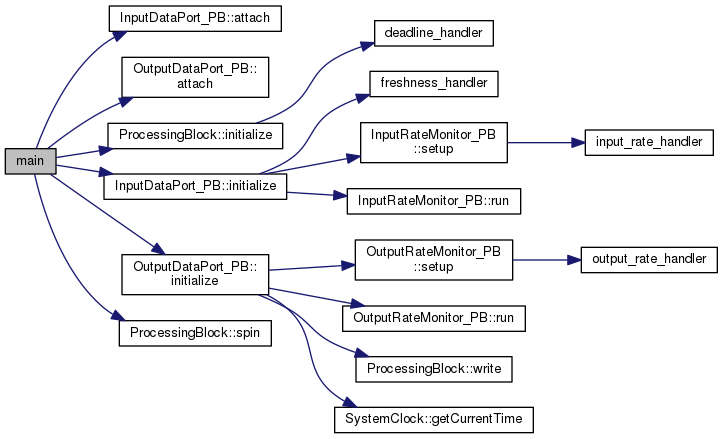 main
InputDataPort_PB::attach
OutputDataPort_PB::
attach
ProcessingBlock::initialize
InputDataPort_PB::initialize
OutputDataPort_PB::
initialize
ProcessingBlock::spin
deadline_handler
freshness_handler
InputRateMonitor_PB
::setup
InputRateMonitor_PB::run
OutputRateMonitor_PB
::setup
OutputRateMonitor_PB::run
ProcessingBlock::write
SystemClock::getCurrentTime
input_rate_handler
output_rate_handler